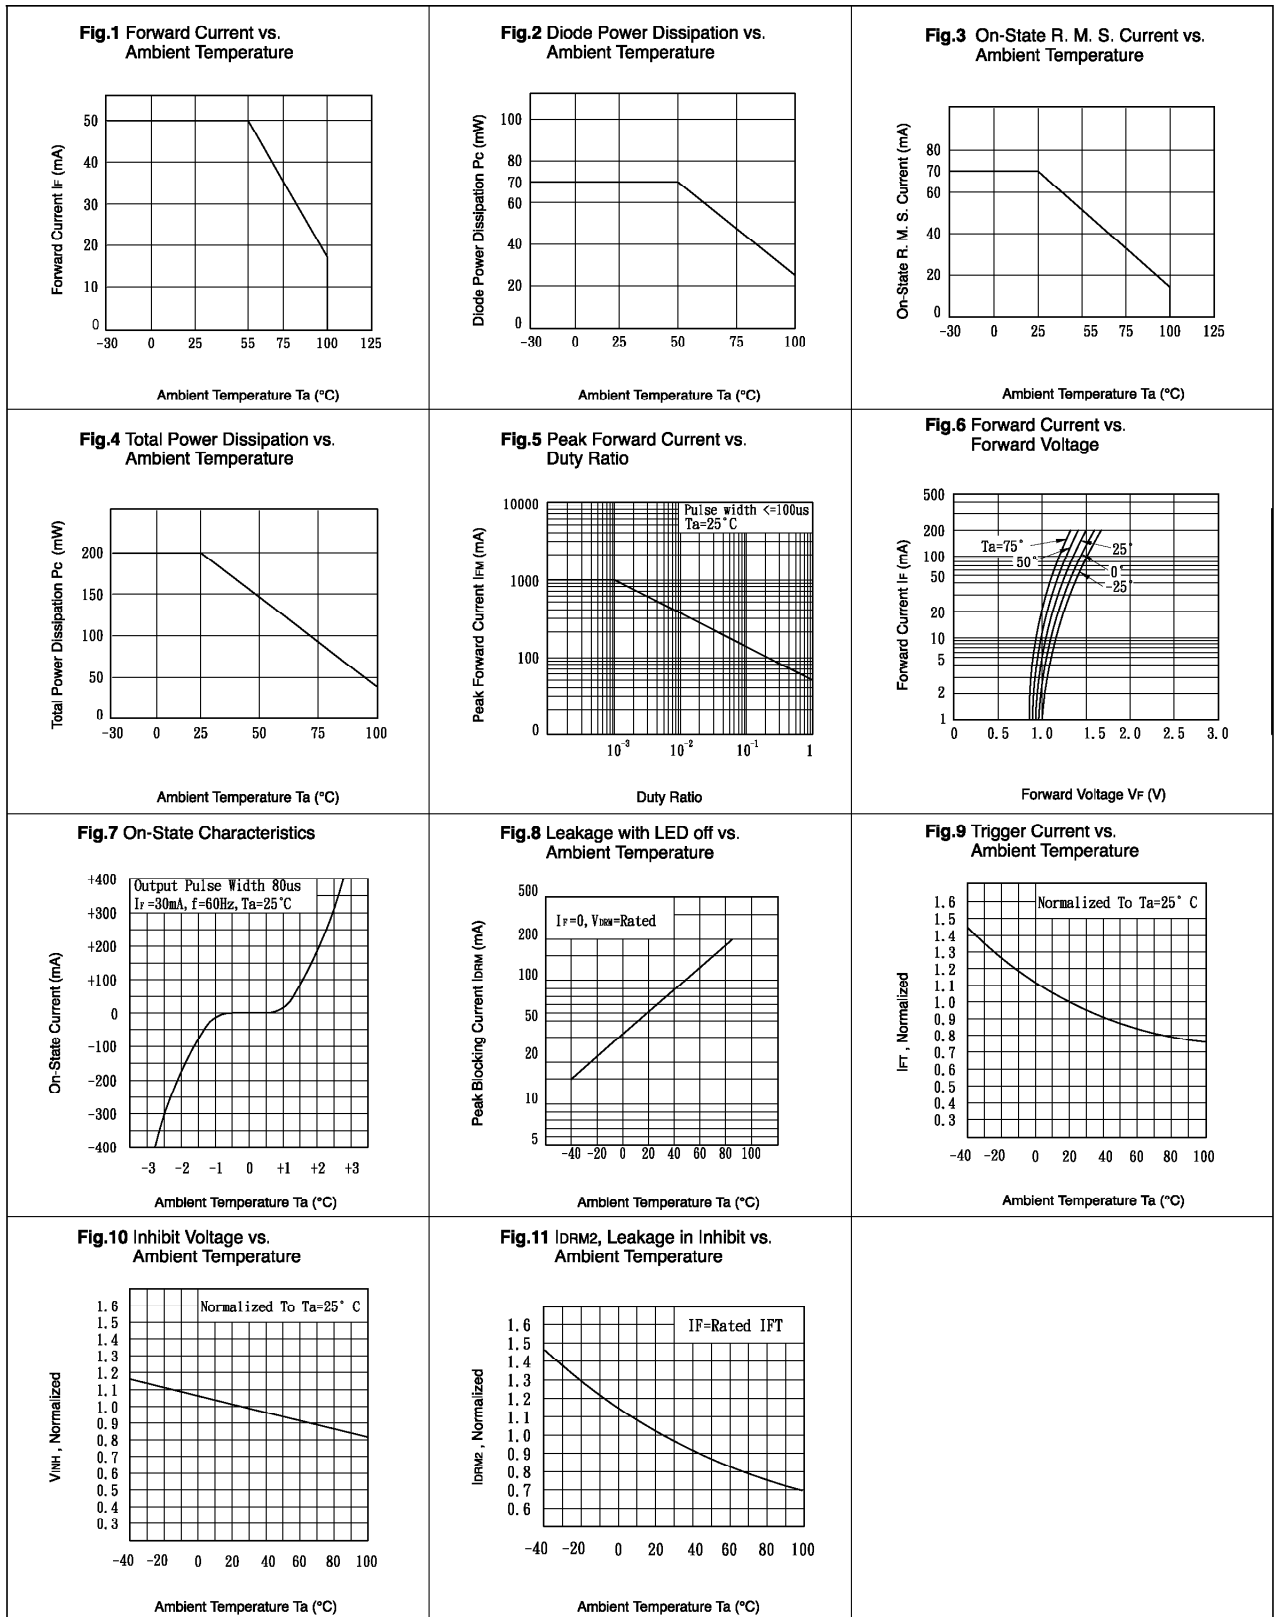 Fig.1 Forward Current vs.
Ambient Temperature
Forward Current IF (mA)
50
40
30
20
10
0
-30 0 25 55 75 100 125
Ambient Temperature Ta (°C)
Fig.2 Diode Power Dissipation vs.
Ambient Temperature
Diode Power Dissipation Pc (mW)
100
80
70
60
40
20
0
-30 0 25 50 75 100
Ambient Temperature Ta (°C)
Fig.3 On-State R. M. S. Current vs.
Ambient Temperature
On-State R. M. S. Current (mA)
80
70
60
40
20
0
-30 0 25 55 75 100 125
Ambient Temperature Ta (°C)
Fig.4 Total Power Dissipation vs.
Ambient Temperature
Total Power Dissipation Pc (mW)
200
150
100
50
0
-30 0 25 50 75 100
Ambient Temperature Ta (°C)
Fig.5 Peak Forward Current vs.
Duty Ratio
Peak Forward Current IFM (mA)
10000
1000
100
0
Pulse width <=100us
Ta=25°C
10-3 10-2 10-1 1
Duty Ratio
Fig.6 Forward Current vs.
Forward Voltage
Forward Current IF (mA)
500
200
100
50
20
10
5
2
1
Ta=75°
50°
25°
0°
-25°
0 0.5 1.0 1.5 2.0 2.5 3.0
Forward Voltage VF (V)
Fig.7 On-State Characteristics
On-State Current (mA)
+400
+300
+200
+100
0
-100
-200
-300
-400
Output Pulse Width 80us
IF =30mA, f=60Hz, Ta=25°C
-3 -2 -1 0 +1 +2 +3
Ambient Temperature Ta (°C)
Fig.8 Leakage with LED off vs.
Ambient Temperature
Peak Blocking Current IDRM (mA)
500
200
100
50
20
10
5
IF=0, VDRM=Rated
-40 -20 0 20 40 60 80 100
Ambient Temperature Ta (°C)
Fig.9 Trigger Current vs.
Ambient Temperature
IFT , Normalized
1.6
1.5
1.4
1.3
1.2
1.1
1.0
0.9
0.8
0.7
0.6
0.5
0.4
0.3
Normalized To Ta=25° C
-40 -20 0 20 40 60 80 100
Ambient Temperature Ta (°C)
Fig.10 Inhibit Voltage vs.
Ambient Temperature
VINH , Normalized
1.6
1.5
1.4
1.3
1.2
1.1
1.0
0.9
0.8
0.7
0.6
0.5
0.4
0.3
Normalized To Ta=25° C
-40 -20 0 20 40 60 80 100
Ambient Temperature Ta (°C)
Fig.11 IDRM2, Leakage in Inhibit vs.
Ambient Temperature
IDRM2 , Normalized
1.6
1.5
1.4
1.3
1.2
1.1
1.0
0.9
0.8
0.7
0.6
IF=Rated IFT
-40 -20 0 20 40 60 80 100
Ambient Temperature Ta (°C)